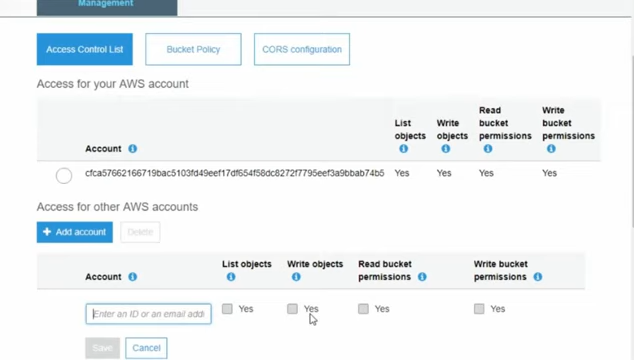 Management
Access Control List
Bucket Policy
CORS configuration
Access for your AWS account
Account
List objects
Write objects
Read bucket permissions
Write bucket permissions
cfca57662166719bac5103fd49eef17df654f58dc8272f7795eef3a9bbab74b5 Yes Yes Yes Yes
Access for other AWS accounts
+ Add account
Delete
Account
List objects
Write objects
Read bucket permissions
Write bucket permissions
Enter an ID or an email addr
Yes Yes Yes Yes
Save
Cancel